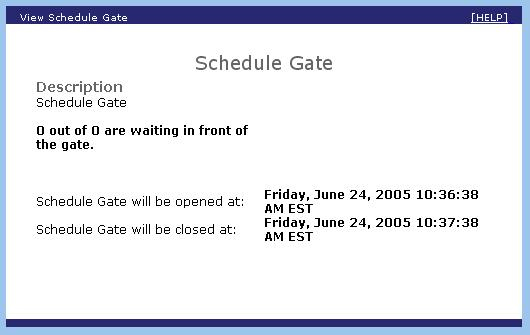 View Schedule Gate [HELP]
Schedule Gate
Description
Schedule Gate
0 out of 0 are waiting in front of
the gate.
Schedule Gate will be opened at: Friday, June 24, 2005 10:36:38
AM EST
Schedule Gate will be closed at: Friday, June 24, 2005 10:37:38
AM EST